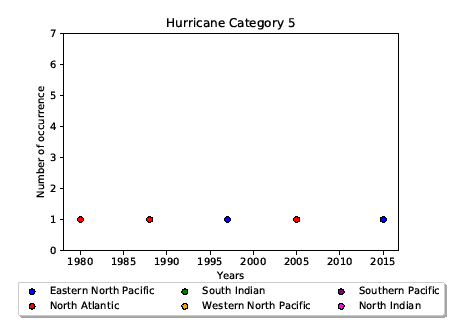 Hurricane Category 5
7
6
5
4
3
2
1
0
Number of occurrence
1980 1985 1990 1995 2000 2005 2010 2015
Years
Eastern North Pacific South Indian Southern Pacific
North Atlantic Western North Pacific North Indian